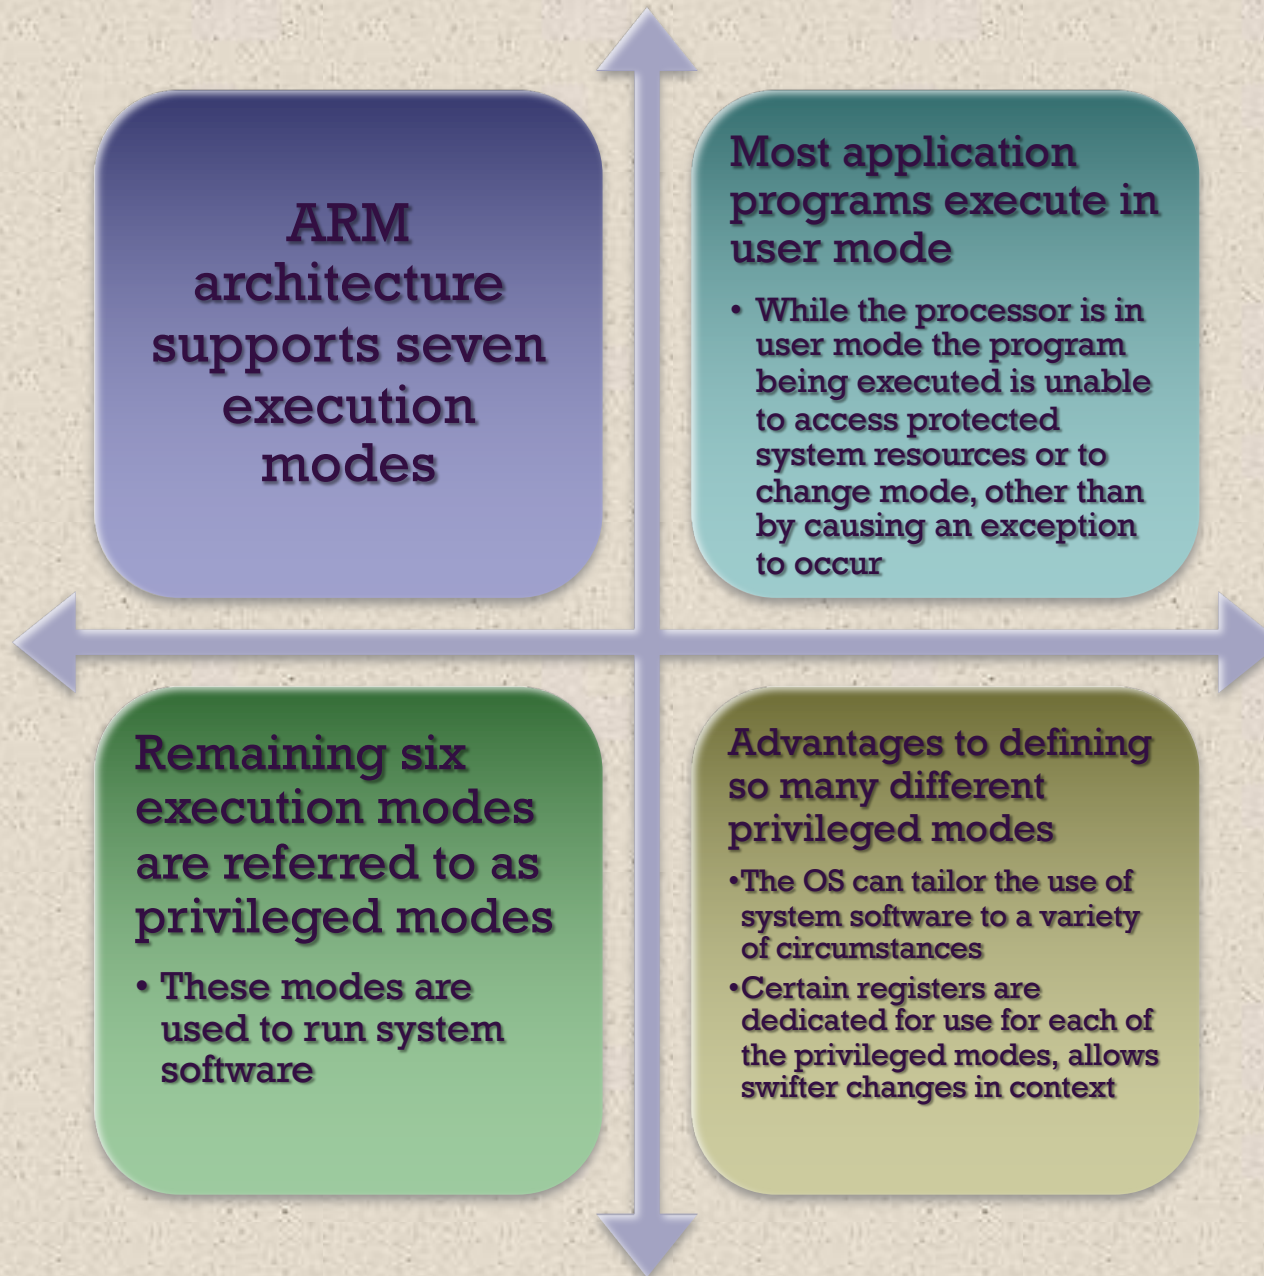 ARM
architecture
supports seven
execution
modes
Most application
programs execute in
user mode
• While the processor is in
user mode the program
being executed is unable
to access protected
system resources or to
change mode, other than
by causing an exception
to occur
Remaining six
execution modes
are referred to as
privileged modes
• These modes are
used to run system
software
Advantages to defining
so many different
privileged modes
•The OS can tailor the use of
system software to a variety
of circumstances
•Certain registers are
dedicated for use for each of
the privileged modes, allows
swifter changes in context